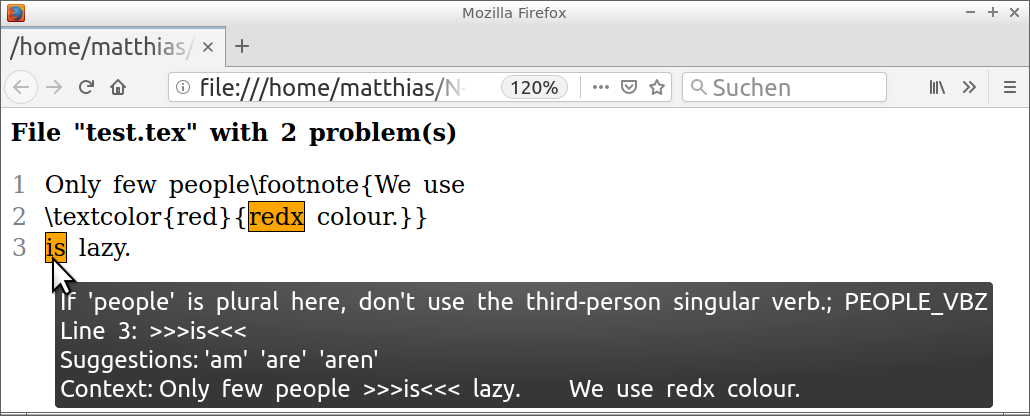 Mozilla Firefox
/home/matthias/
file:///home/matthias/N- 120% Suchen
File "test.tex" with 2 problem(s)
1 Only few people\footnote{We use
2 \textcolor{red}{redx colour.}}
3 is lazy.
If 'people' is plural here, don't use the third-person singular verb.; PEOPLE_VBZ
Line 3: >>>is<<<
Suggestions: 'am' 'are' 'aren'
Context: Only few people >>>is<<< lazy. We use redx colour.